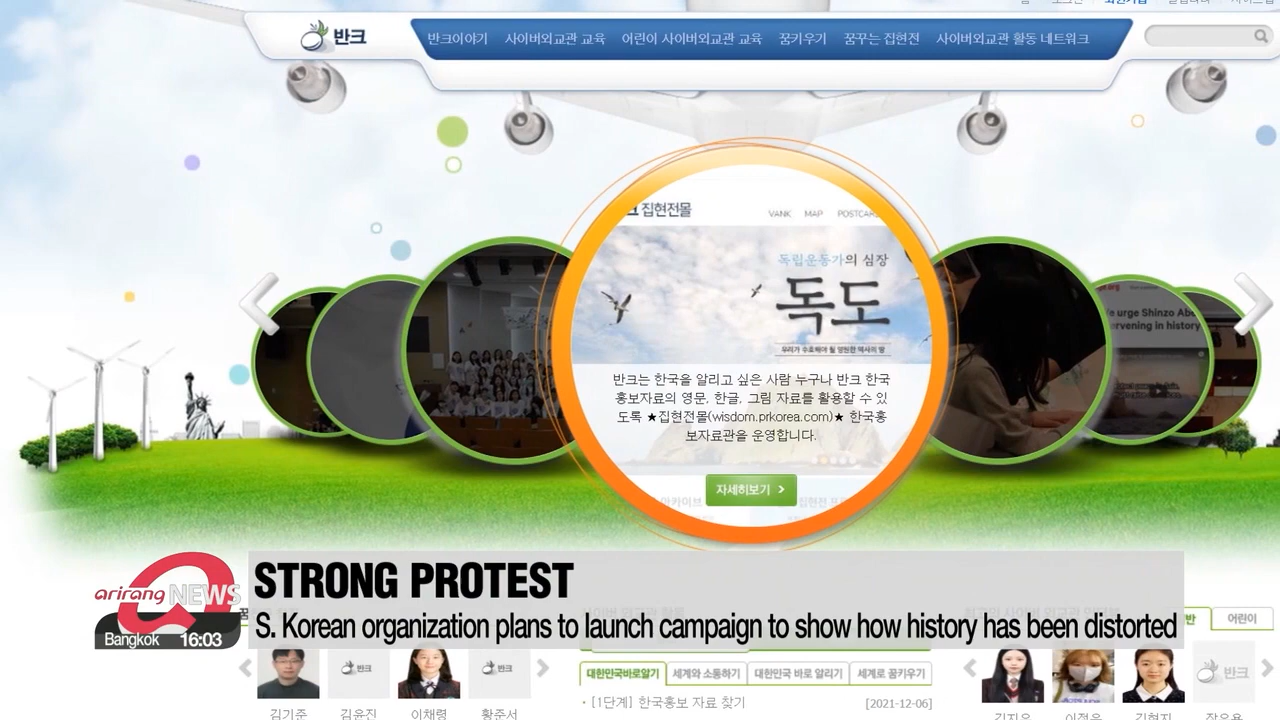 회원가입
반크
반크이야기 사이버외교관 교육 어린이 사이버외교관 교육 꿈키우기 꿈꾸는 집현전 사이버외교관 활동 네트워크
집현전몰
VANK MAP POSTCARD
독립운동가의 심장
독도
우리가 수호해야 될 영원한 역사의 땅
반크는 한국을 알리고 싶은 사람 누구나 반크 한국
홍보자료의 영문, 한글, 그림 자료를 활용할 수 있
도록 ★집현전몰(wisdom.prkorea.com)★ 한국홍
보자료관을 운영합니다.
자세히보기 >
urge Shinzo Abe
ervening in history
STRONG PROTEST
S. Korean organization plans to launch campaign to show how history has been distorted
arirang NEWS
Bangkok 16:03
어린이
반크
반크
반크
대한민국바로알기 세계와 소통하기 대한민국 바로 알리기 세계로 꿈키우기
· [1단계] 한국홍보 자료 찾기 [2021-12-06]
김기준 김윤진 이채령 황준서